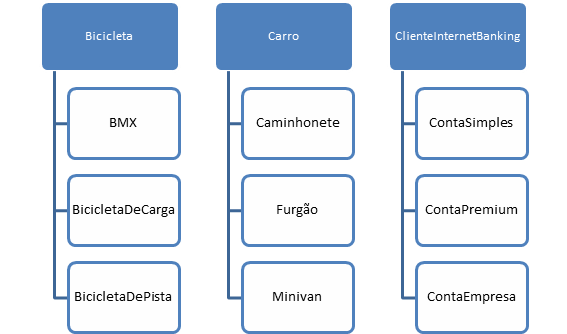 Bicicleta
BMX
BicicletaDeCarga
BicicletaDePista
Carro
Caminhonete
Furgão
Minivan
ClienteInternetBanking
ContaSimples
ContaPremium
ContaEmpresa